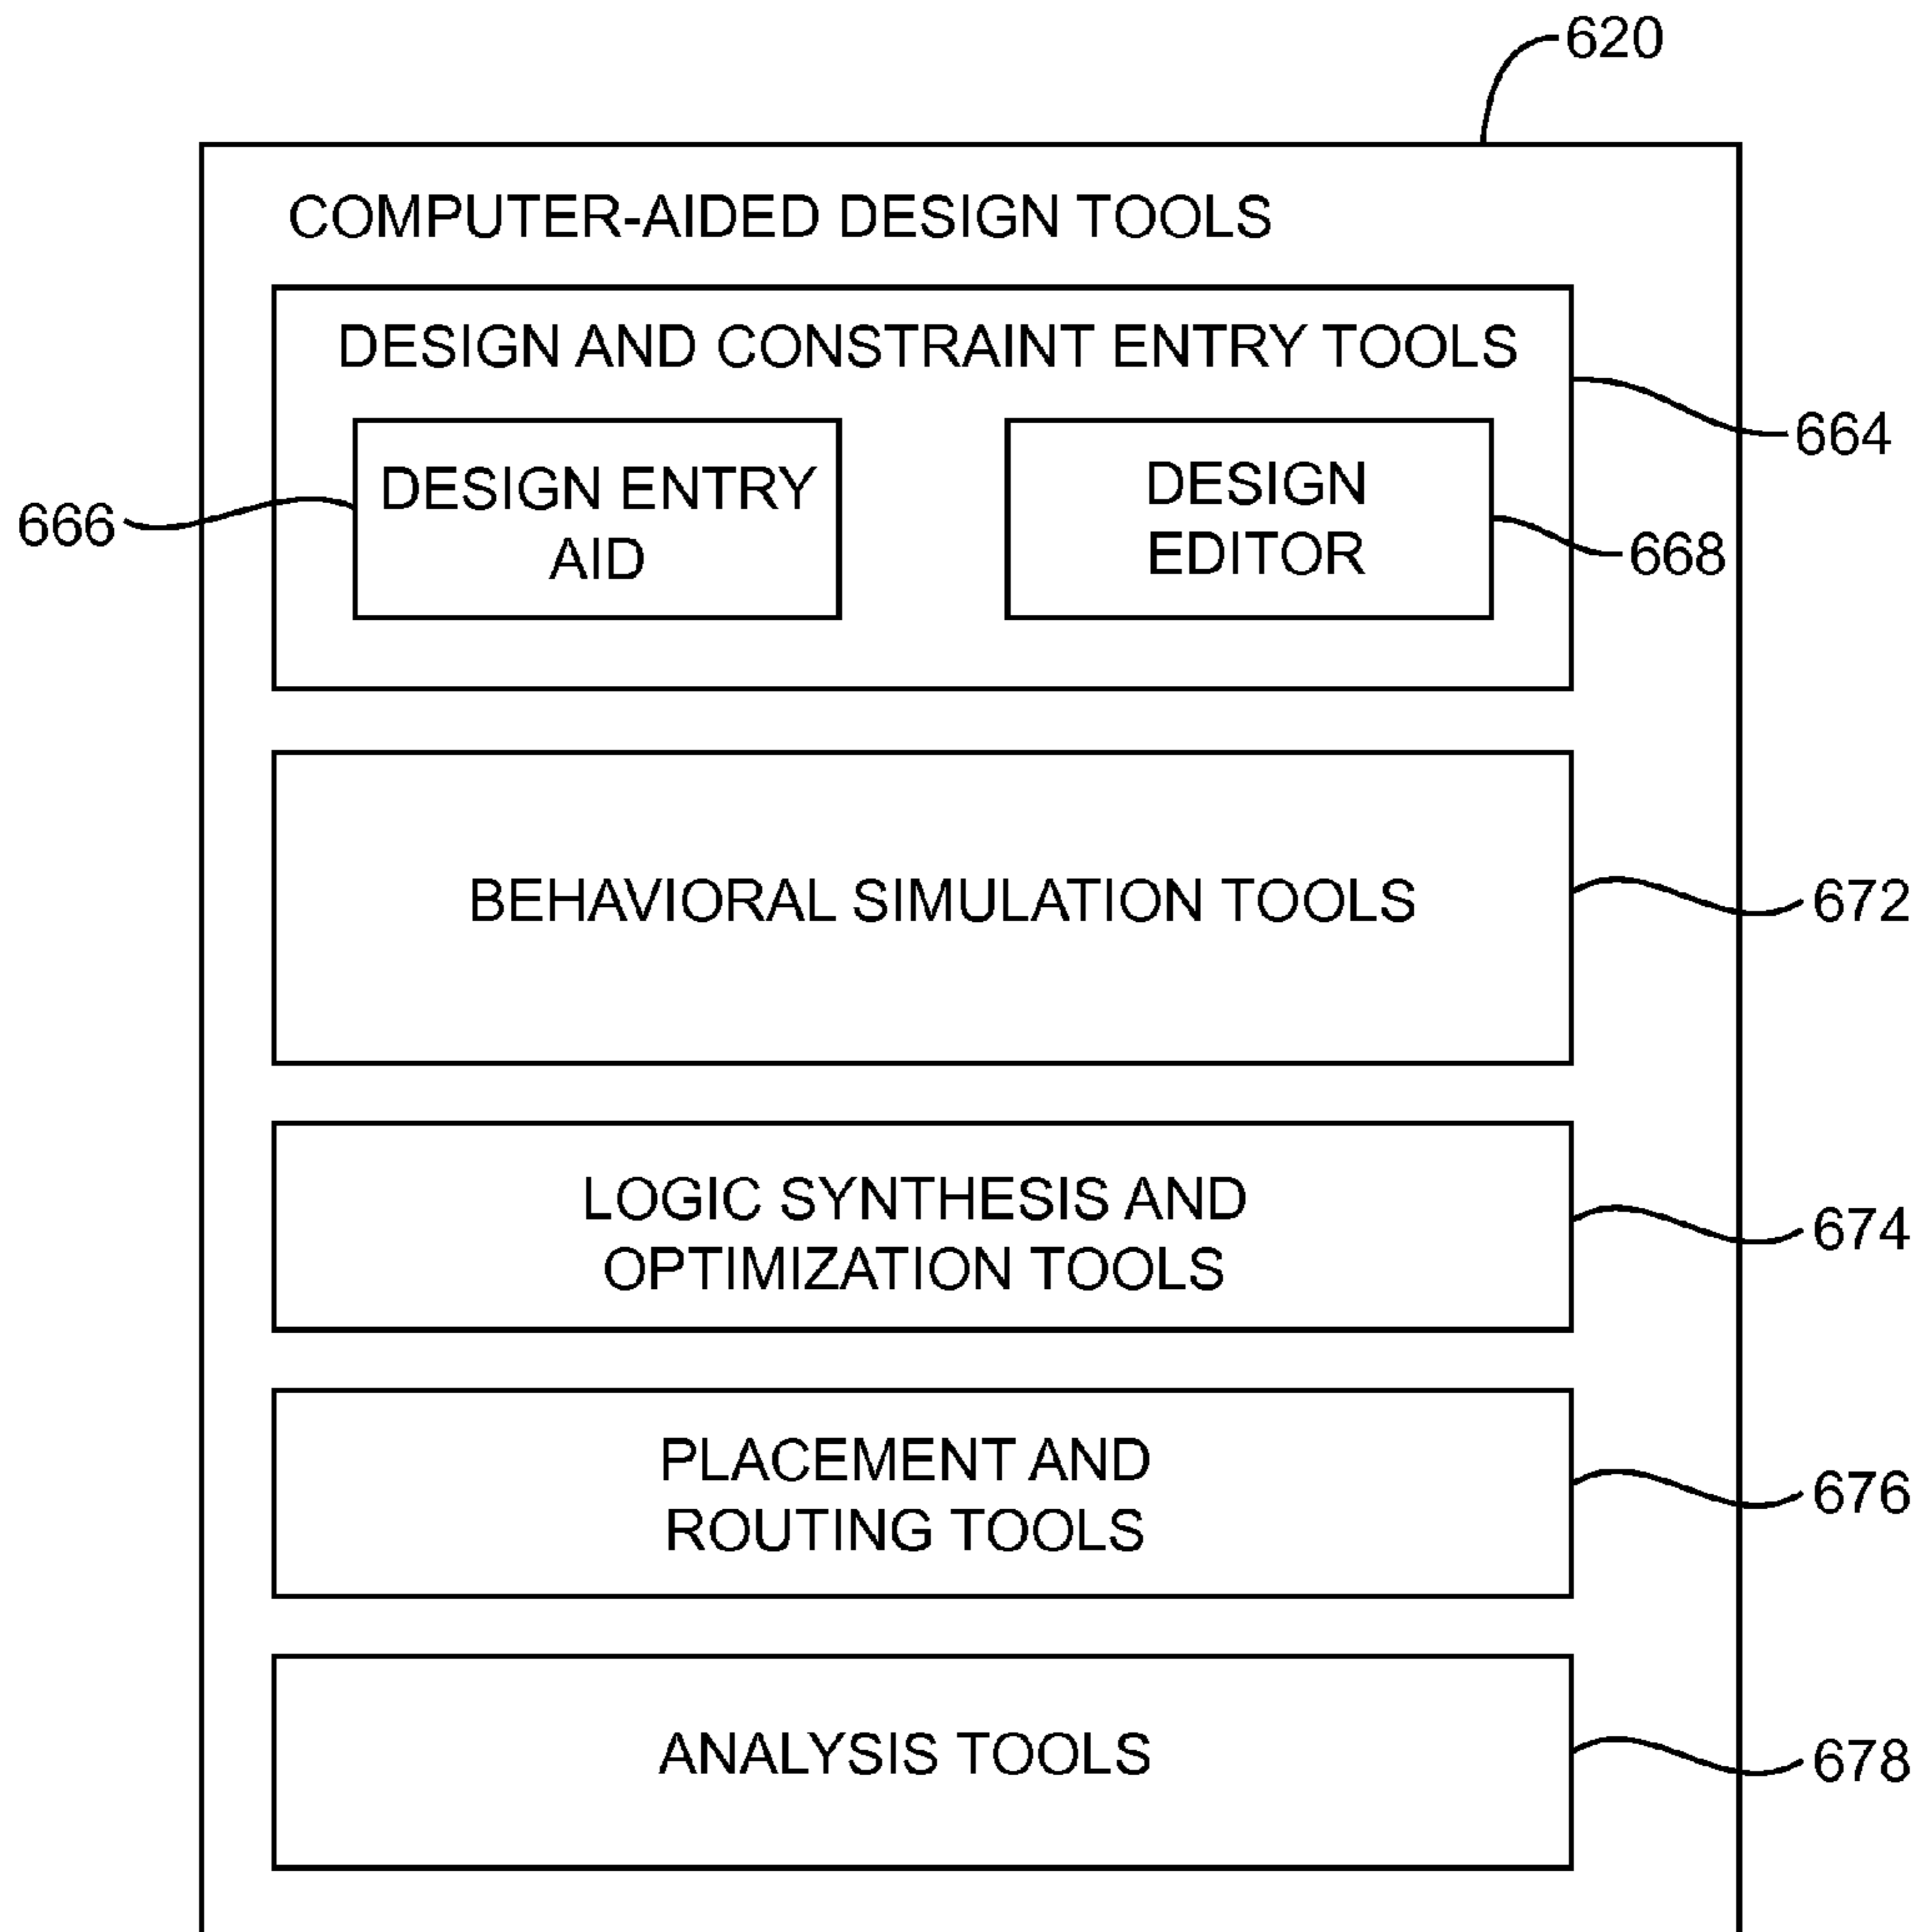 620
COMPUTER-AIDED DESIGN TOOLS
DESIGN AND CONSTRAINT ENTRY TOOLS
664
666
DESIGN ENTRY
AID
DESIGN
EDITOR
668
BEHAVIORAL SIMULATION TOOLS
672
LOGIC SYNTHESIS AND
OPTIMIZATION TOOLS
674
PLACEMENT AND
ROUTING TOOLS
676
ANALYSIS TOOLS
678